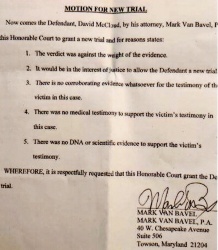 MOTION FOR NEW TRIAL
Now comes the Defendant, David McCloud, by his attorney, Mark Van Bavel, P
this Honorable Court to grant a new trial and for reasons states:
1. The verdict was against the weight of the evidence.
2. It would be in the interest of justice to allow the Defendant a new trial
3. There is no corroborating evidence whatsoever for the testimony of the
victim in this case.
4. There was no medical testimony to support the victim's testimony in
this case.
5. There was no DNA or scientific evidence to support the victim's
testimony.
WHEREFORE, it is respectfully requested that this Honorable Court grant the De
trial.
MARK VAN BAVEL
MARK VAN BAVEL, P.A.
40 W. Chesapeake Avenue
Suite 506
Towson, Maryland 21204